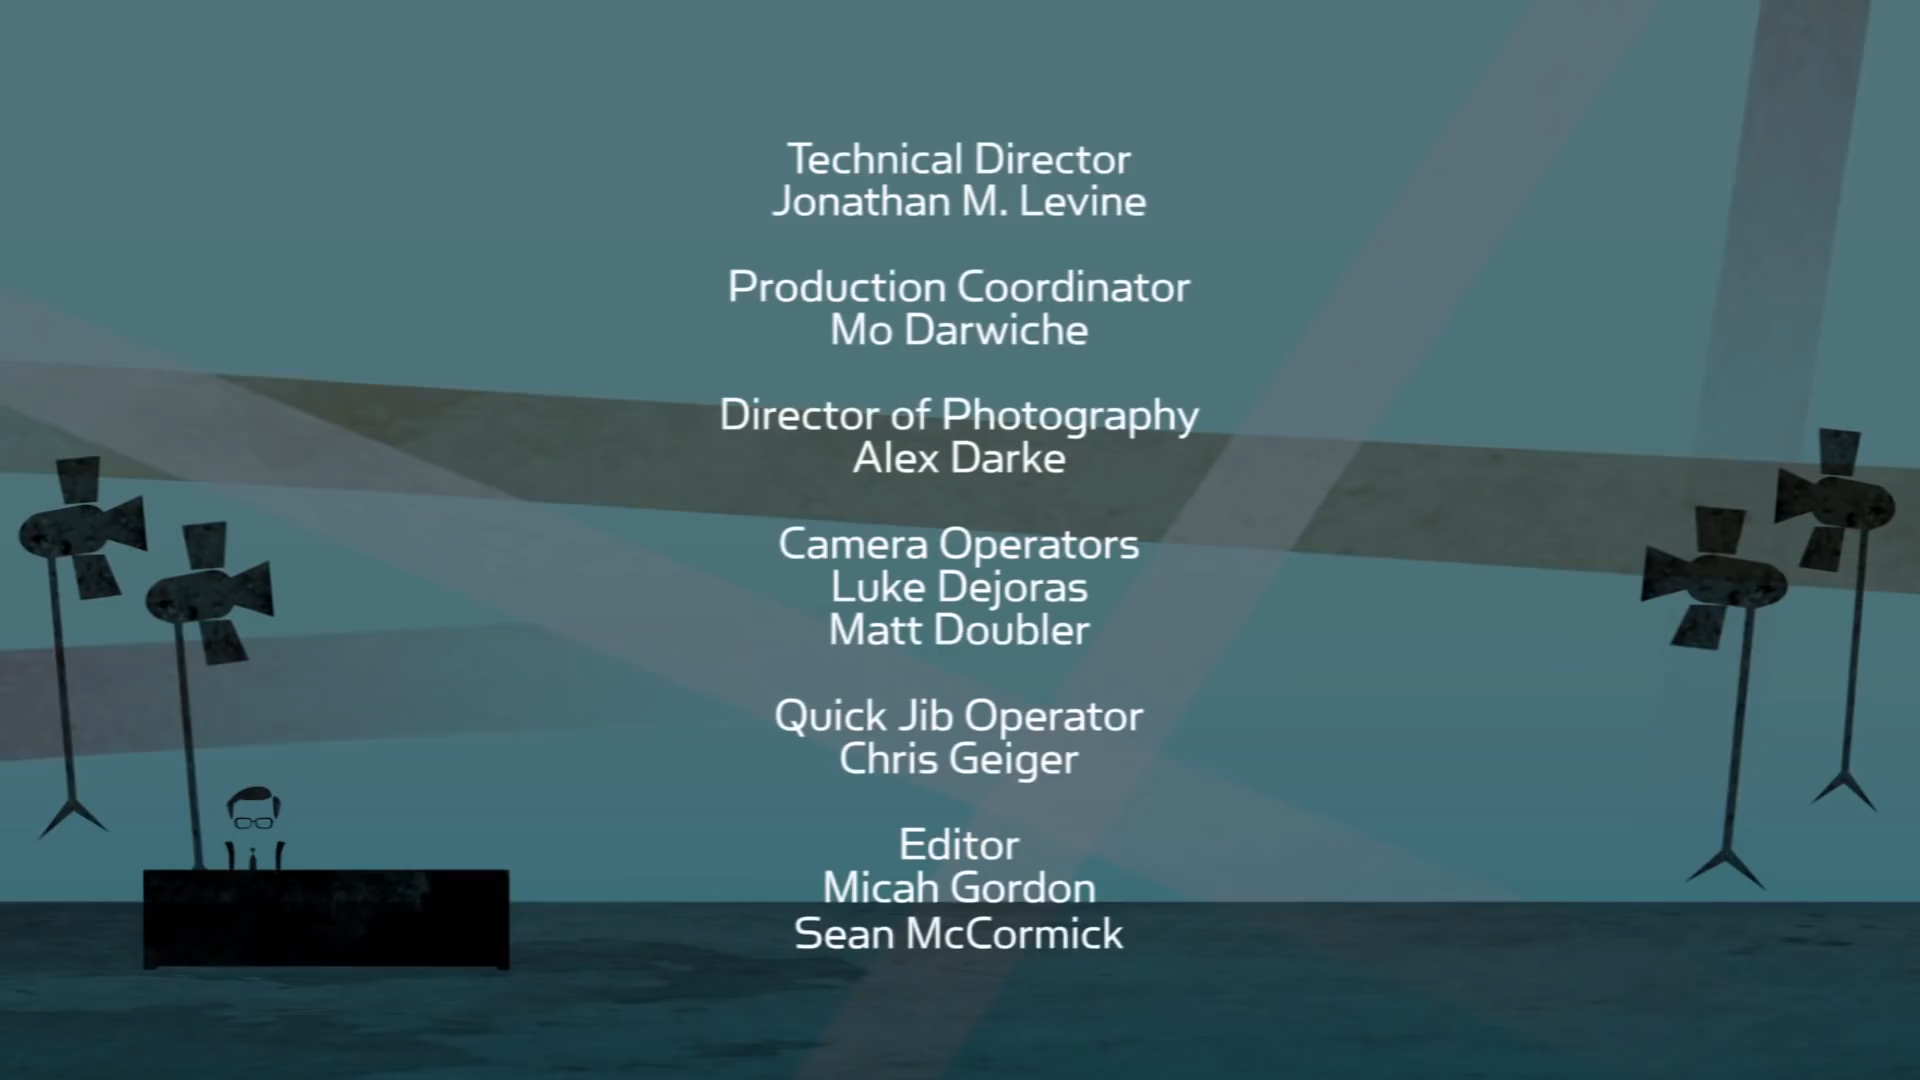 Technical Director
Jonathan M. Levine
Production Coordinator
Mo Darwiche
Director of Photography
Alex Darke
Camera Operators
Luke Dejoras
Matt Doubler
Quick Jib Operator
Chris Geiger
Editor
Micah Gordon
Sean McCormick